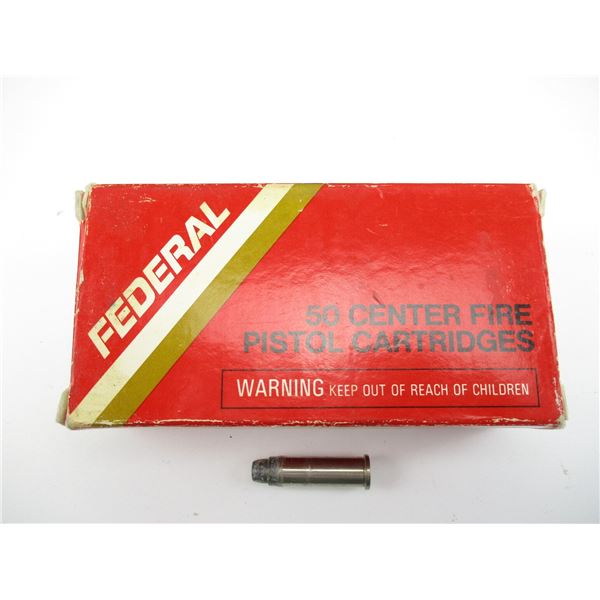 FEDERAL
50 CENTER FIRE
PISTOL CARTRIDGES
WARNING KEEP OUT OF REACH OF CHILDREN